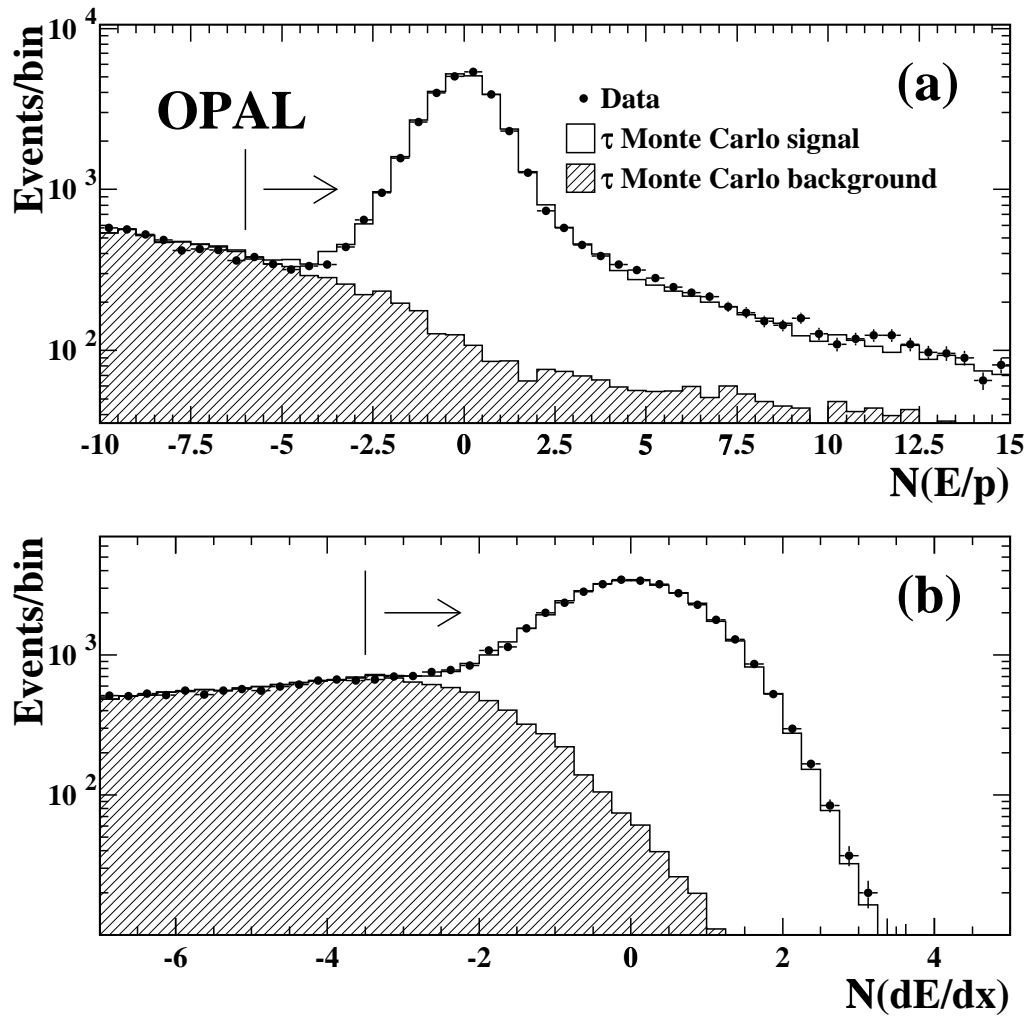 Events/bin
10^4
10^3
10^2
OPAL
(a)
Data
τ Monte Carlo signal
τ Monte Carlo background
-10 -7.5 -5 -2.5 0 2.5 5 7.5 10 12.5 15
N(E/p)
Events/bin
10^3
10^2
(b)
-6 -4 -2 0 2 4
N(dE/dx)